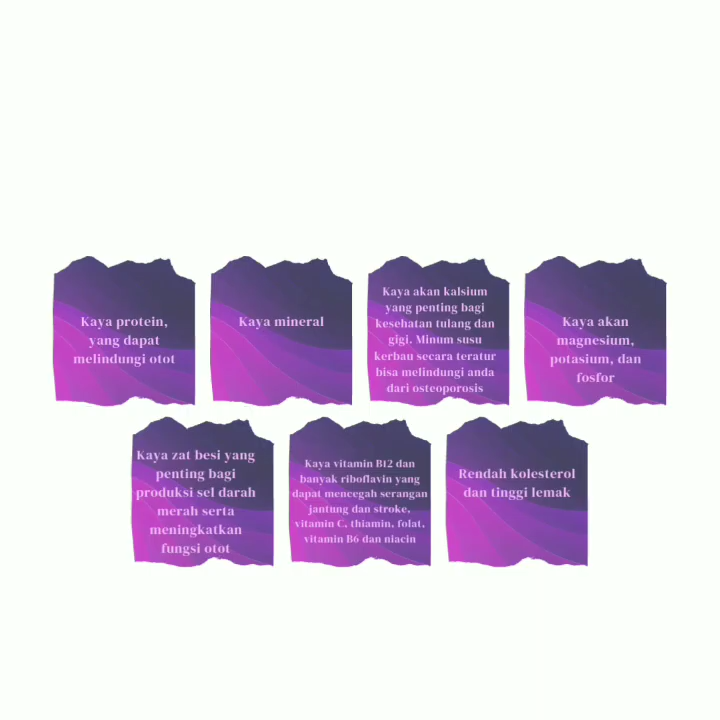 Kaya protein,
yang dapat
melindungi otot
Kaya mineral
Kaya akan kalsium
yang penting bagi
kesehatan tulang dan
gigi. Minum susu
kerbau secara teratur
bisa melindungi anda
dari osteoporosis
Kaya akan
magnesium,
potasium, dan
fosfor
Kaya zat besi yang
penting bagi
produksi sel darah
merah serta
meningkatkan
fungsi otot
Kaya vitamin B12 dan
banyak riboflavin yang
dapat mencegah serangan
jantung dan stroke,
vitamin C, thiamin, folat,
vitamin B6 dan niacin
Rendah kolesterol
dan tinggi lemak